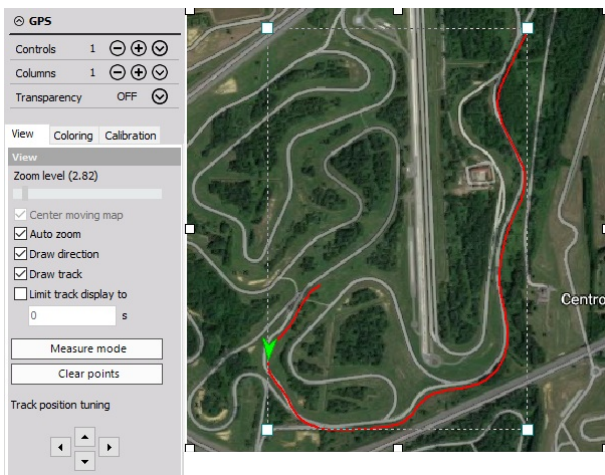 GPS
Controls 1
Columns 1
Transparency OFF
View Coloring Calibration
View
Zoom level (2.82)
Center moving map
Auto zoom
Draw direction
Draw track
Limit track display to
0 s
Measure mode
Clear points
Track position tuning
Centro